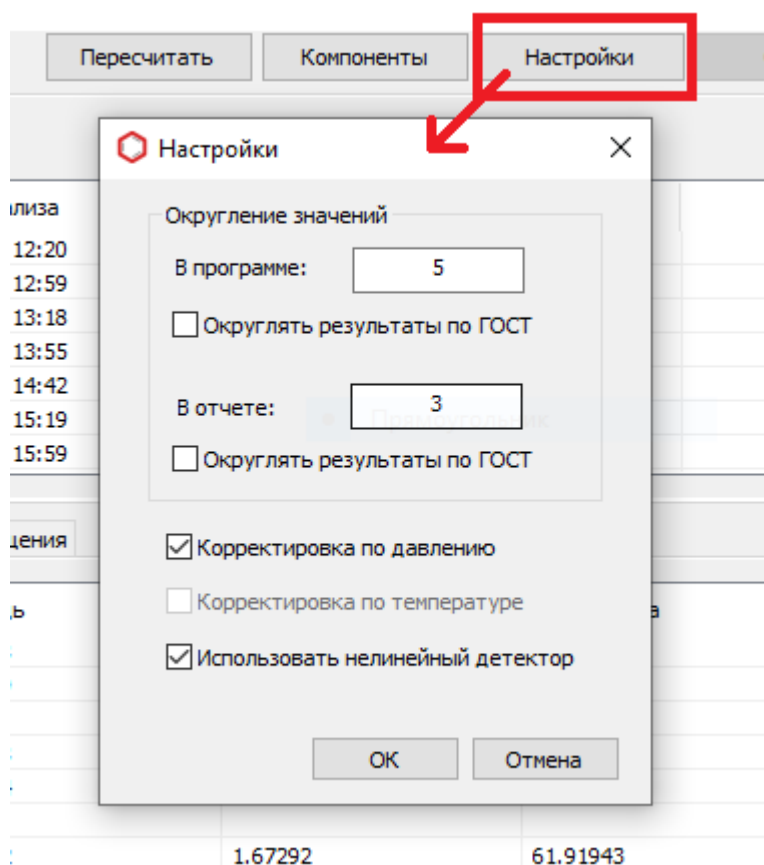 Пересчитать Компоненты Настройки
Настройки
ализа
Округление значений
12:20
В программе: 5
12:59
13:18
Округлять результаты по ГОСТ
13:55
14:42
В отчете: 3
Прямоугольник
15:19
15:59
Округлять результаты по ГОСТ
щения
Корректировка по давлению
Корректировка по температуре
ь
а
Использовать нелинейный детектор
ОК Отмена
1.67292 61.91943